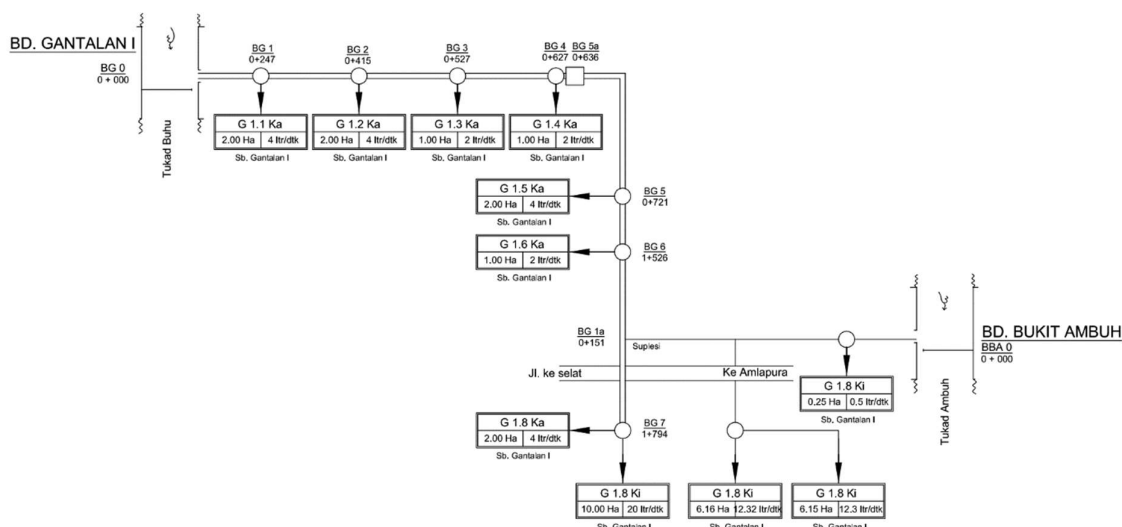 BD. GANTALAN I
BG 0
0 + 000
Tukad Buhu
BG 1
0+247
BG 2
0+415
BG 3
0+527
BG 4
0+627
BG 5a
0+636
G 1.1 Ka
2.00 Ha 4 ltr/dtk
Sb. Gantalan I
G 1.2 Ka
2.00 Ha 4 ltr/dtk
Sb. Gantalan I
G 1.3 Ka
1.00 Ha 2 ltr/dtk
Sb. Gantalan I
G 1.4 Ka
1.00 Ha 2 ltr/dtk
Sb. Gantalan I
G 1.5 Ka
2.00 Ha 4 ltr/dtk
Sb. Gantalan I
BG 5
0+721
G 1.6 Ka
1.00 Ha 2 ltr/dtk
Sb. Gantalan I
BG 6
1+526
BG 1a
0+151
Suplesi
BD. BUKIT AMBUH
BBA 0
0 + 000
Tukad Ambuh
Jl. ke selat
Ke Amlapura
G 1.8 Ki
0,25 Ha 0.5 ltr/dtk
Sb. Gantalan I
G 1.8 Ka
2.00 Ha 4 ltr/dtk
Sb. Gantalan I
BG 7
1+794
G 1.8 Ki
10.00 Ha 20 ltr/dtk
Sb. Gantalan I
G 1.8 Ki
6.16 Ha 12.32 ltr/dtk
Sb. Gantalan I
G 1.8 Ki
6.15 Ha 12.3 ltr/dtk
Sb. Gantalan I